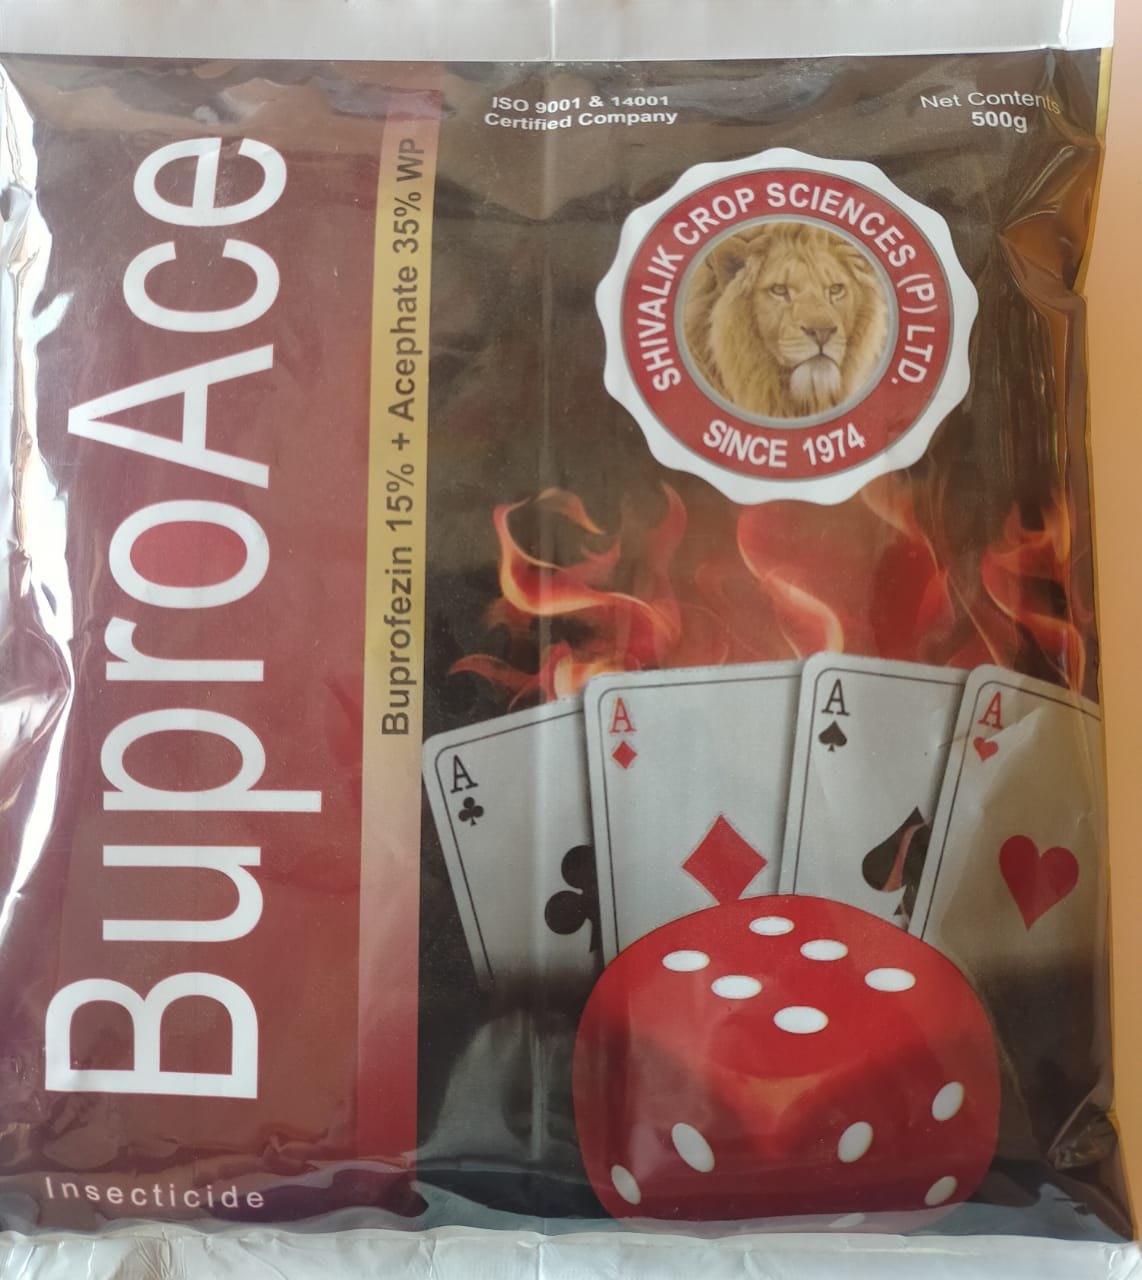 ISO 9001 & 14001
Certified Company
Net Contents
500g
SHIVALIK CROP SCIENCES (P) LTD.
SINCE 1974
BuproAce
Buprofezin 15% + Acephate 35% WP
A
A
A
A
Insecticide